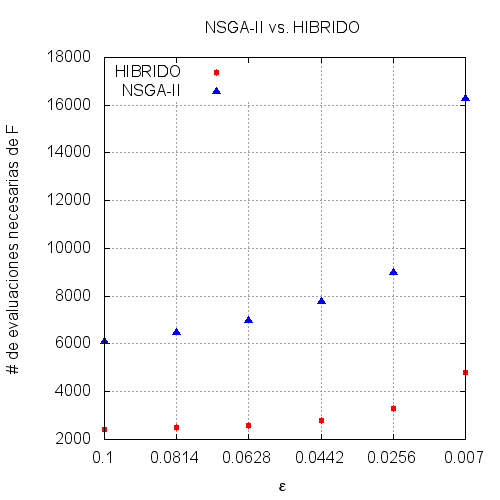 NSGA-II vs. HIBRIDO
HIBRIDO
NSGA-II
# de evaluaciones necesarias de F
18000
16000
14000
12000
10000
8000
6000
4000
2000
0.1 0.0814 0.0628 0.0442 0.0256 0.007
ε